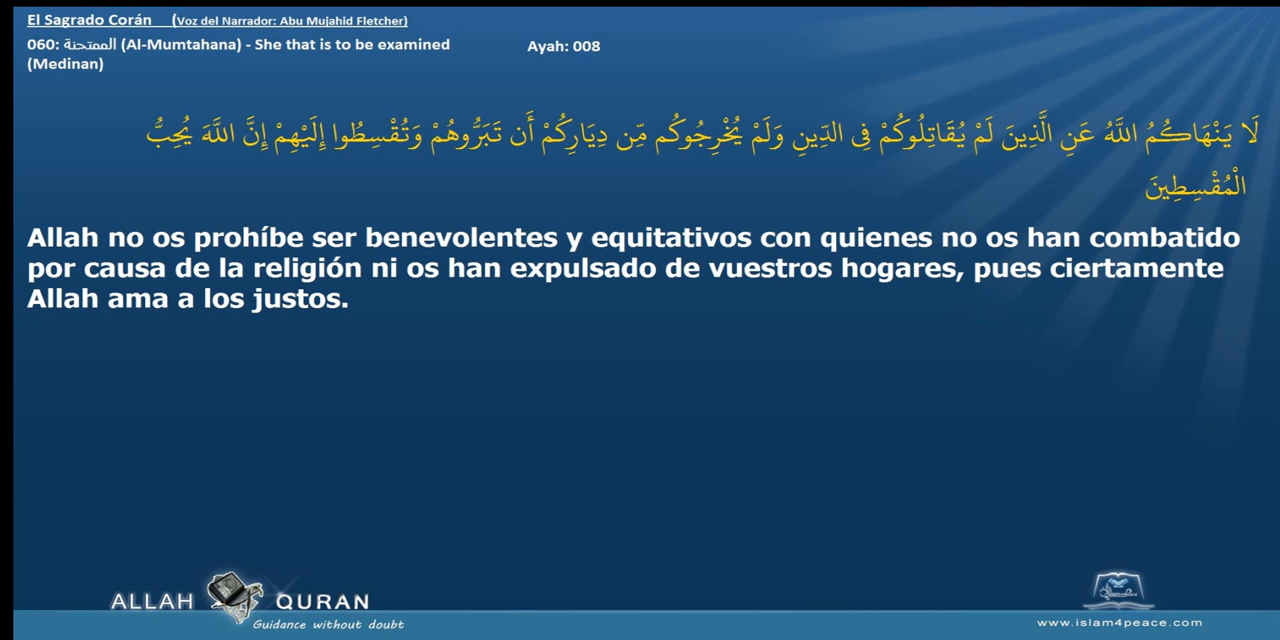 El Sagrado Corán (Voz del Narrador: Abu Mujahid Fletcher)
060: الممتحنة (Al-Mumtahana) - She that is to be examined
(Medinan)
Ayah: 008
لَا يَنْهَاكُمُ اللَّهُ عَنِ الَّذِينَ لَمْ يُقَاتِلُوكُمْ فِى الدِّينِ وَلَمْ يُخْرِجُوكُم مِّن دِيَارِكُمْ أَن تَبَرُّوهُمْ وَتُقْسِطُوا إِلَيْهِمْ إِنَّ اللَّهَ يُحِبُّ
الْمُقْسِطِينَ
Allah no os prohíbe ser benevolentes y equitativos con quienes no os han combatido
por causa de la religión ni os han expulsado de vuestros hogares, pues ciertamente
Allah ama a los justos.
ALLAH QURAN
Guidance without doubt
www.islam4peace.com